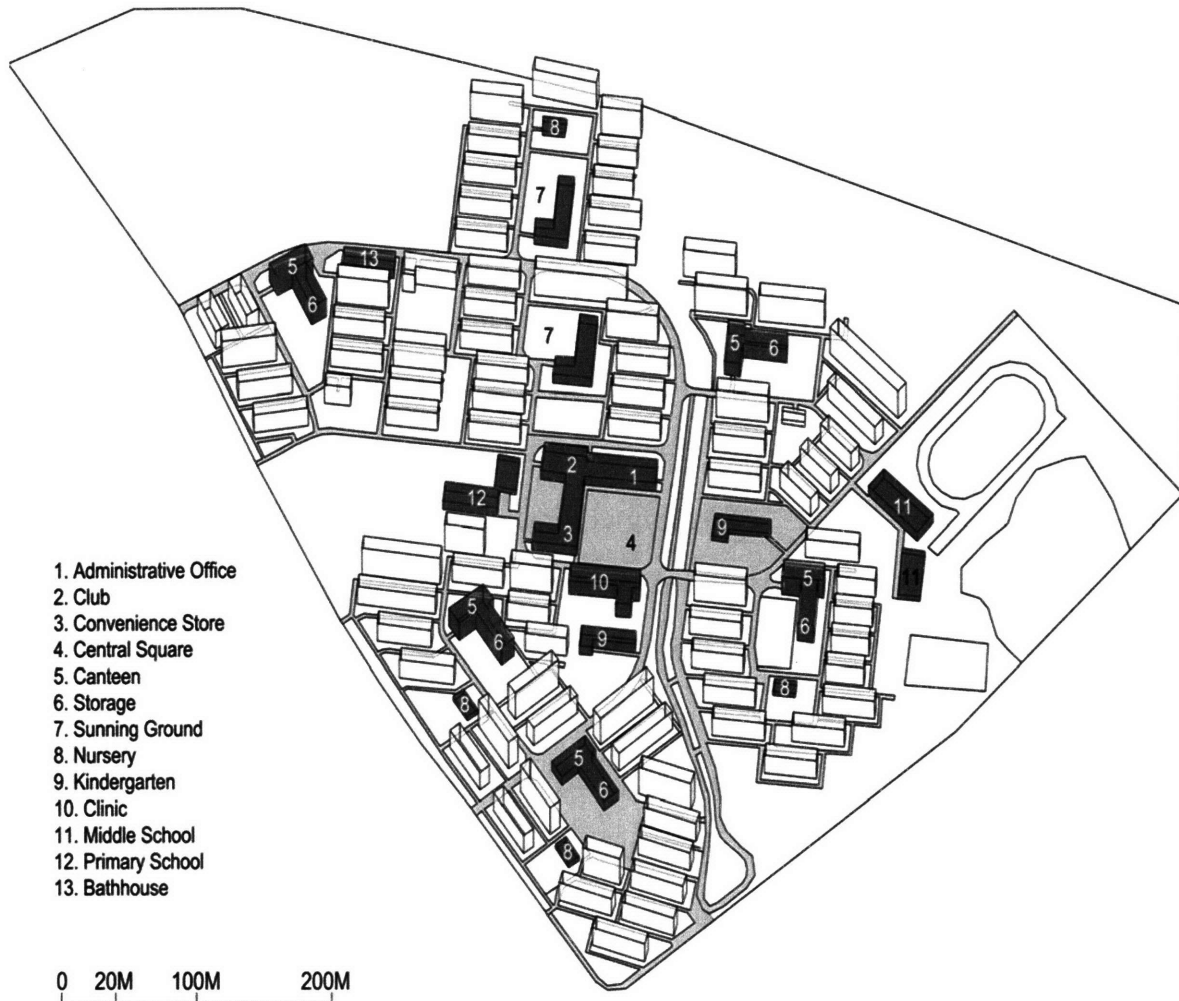 8
7
13
5
6
7
5
6
2
1
12
3
4
9
11
11
10
5
6
5
6
9
8
8
5
6
8
1. Administrative Office
2. Club
3. Convenience Store
4. Central Square
5. Canteen
6. Storage
7. Sunning Ground
8. Nursery
9. Kindergarten
10. Clinic
11. Middle School
12. Primary School
13. Bathhouse
0 20M 100M 200M